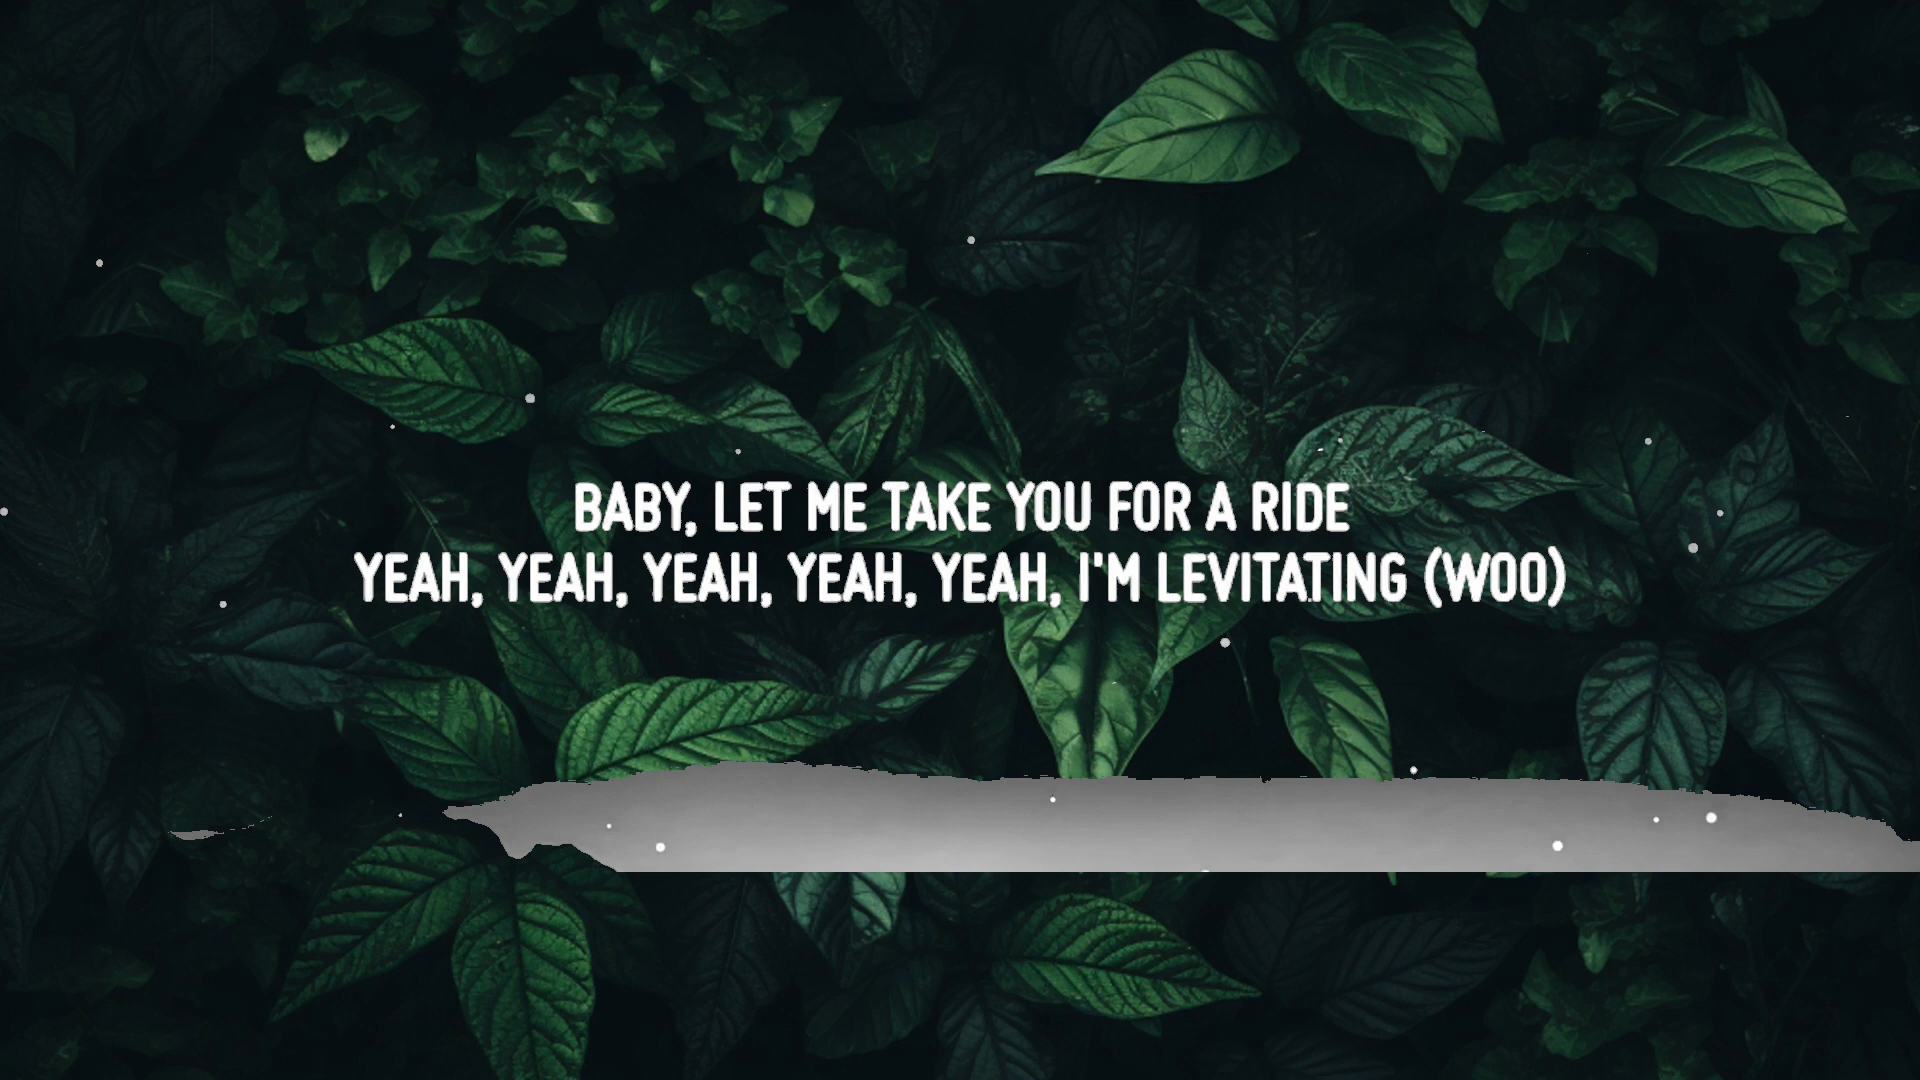 BABY, LET ME TAKE YOU FOR A RIDE
YEAH, YEAH, YEAH, YEAH, YEAH, I'M LEVITATING (WOO)